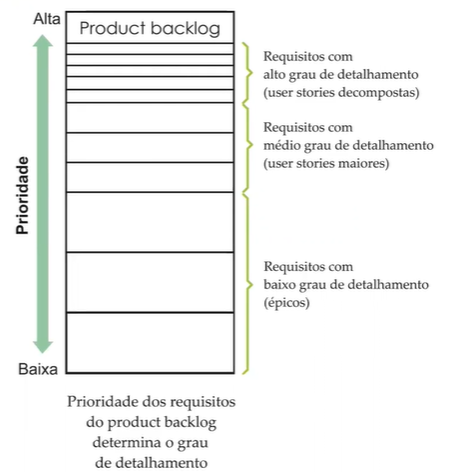 Alta
Product backlog
Requisitos com
alto grau de detalhamento
(user stories decompostas)
Requisitos com
médio grau de detalhamento
(user stories maiores)
Prioridade
Requisitos com
baixo grau de detalhamento
(épicos)
Baixa
Prioridade dos requisitos
do product backlog
determina o grau
de detalhamento